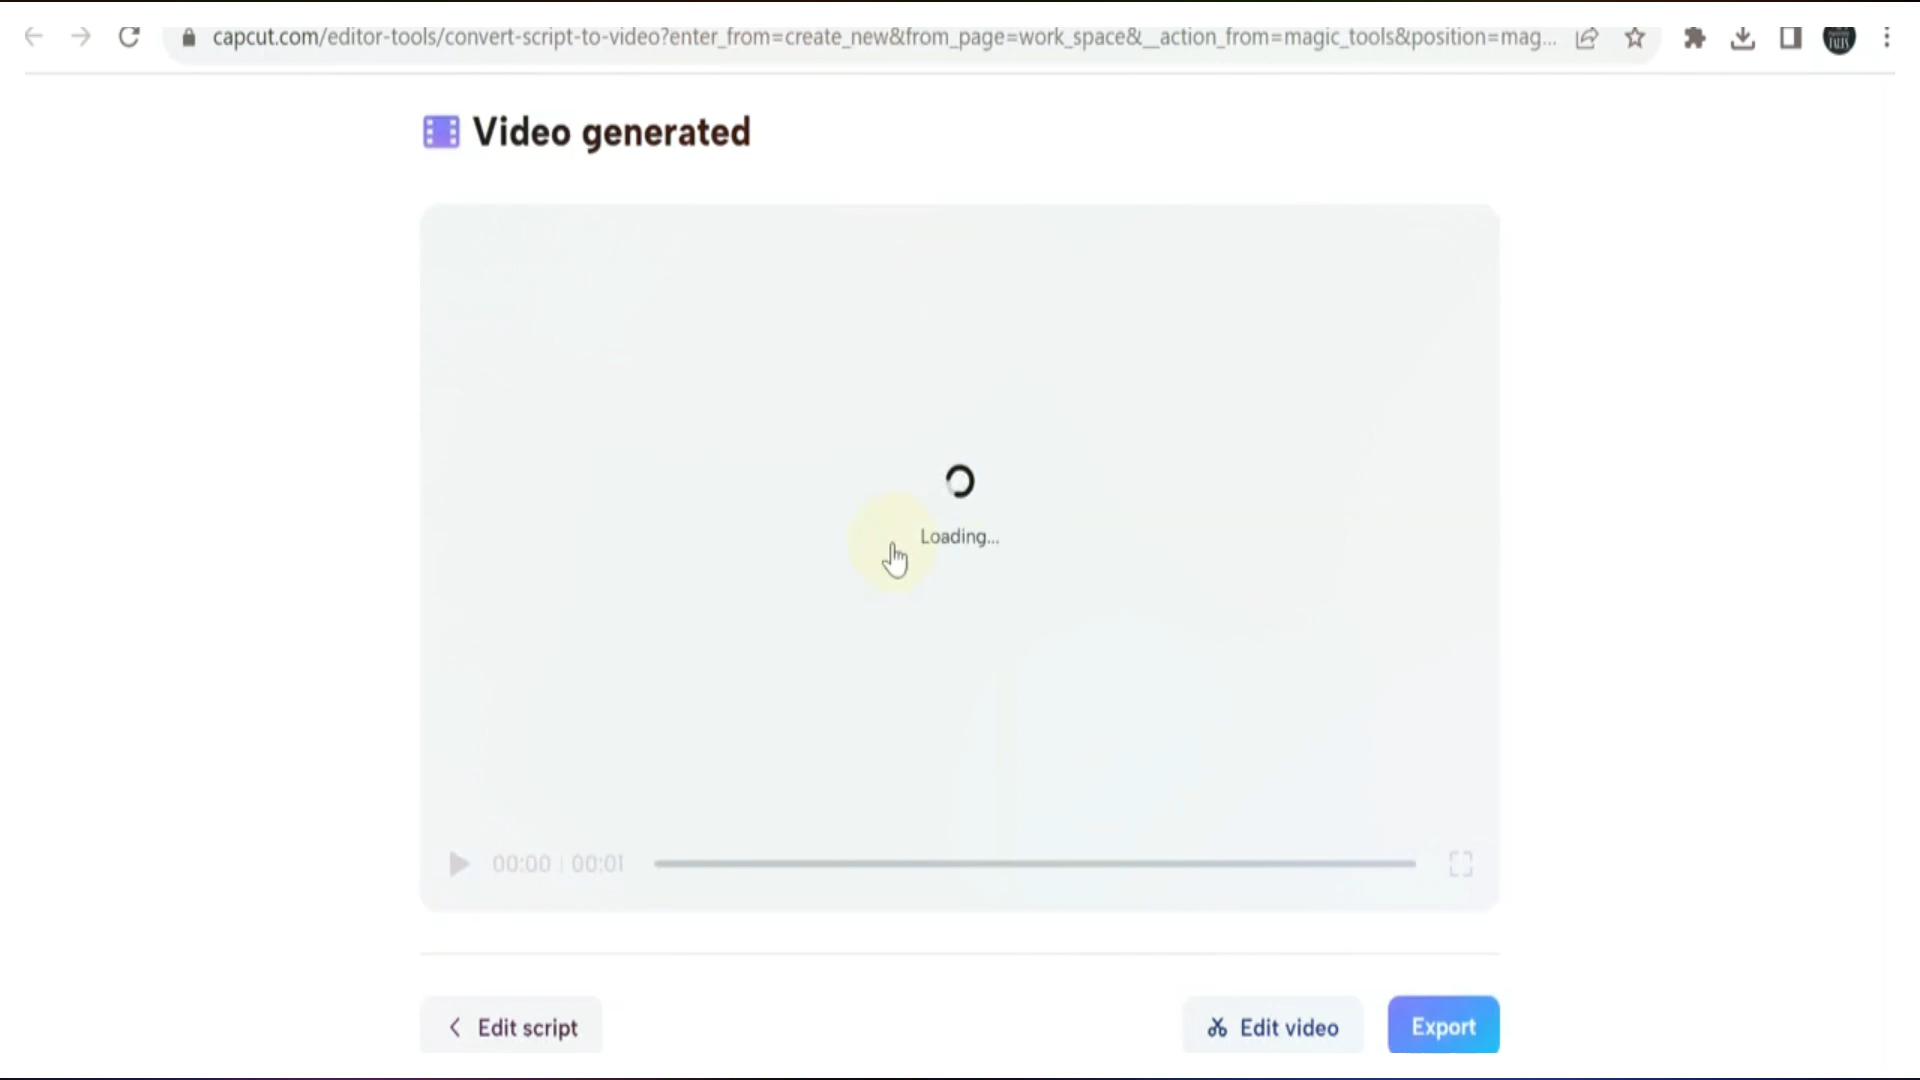 capcut.com/editor-tools/convert-script-to-video?enter_from=create_new&from_page=work_space&__action_from=magic_tools&position=mag...
Video generated
Loading...
00:00 | 00:01
Edit script
Edit video
Export